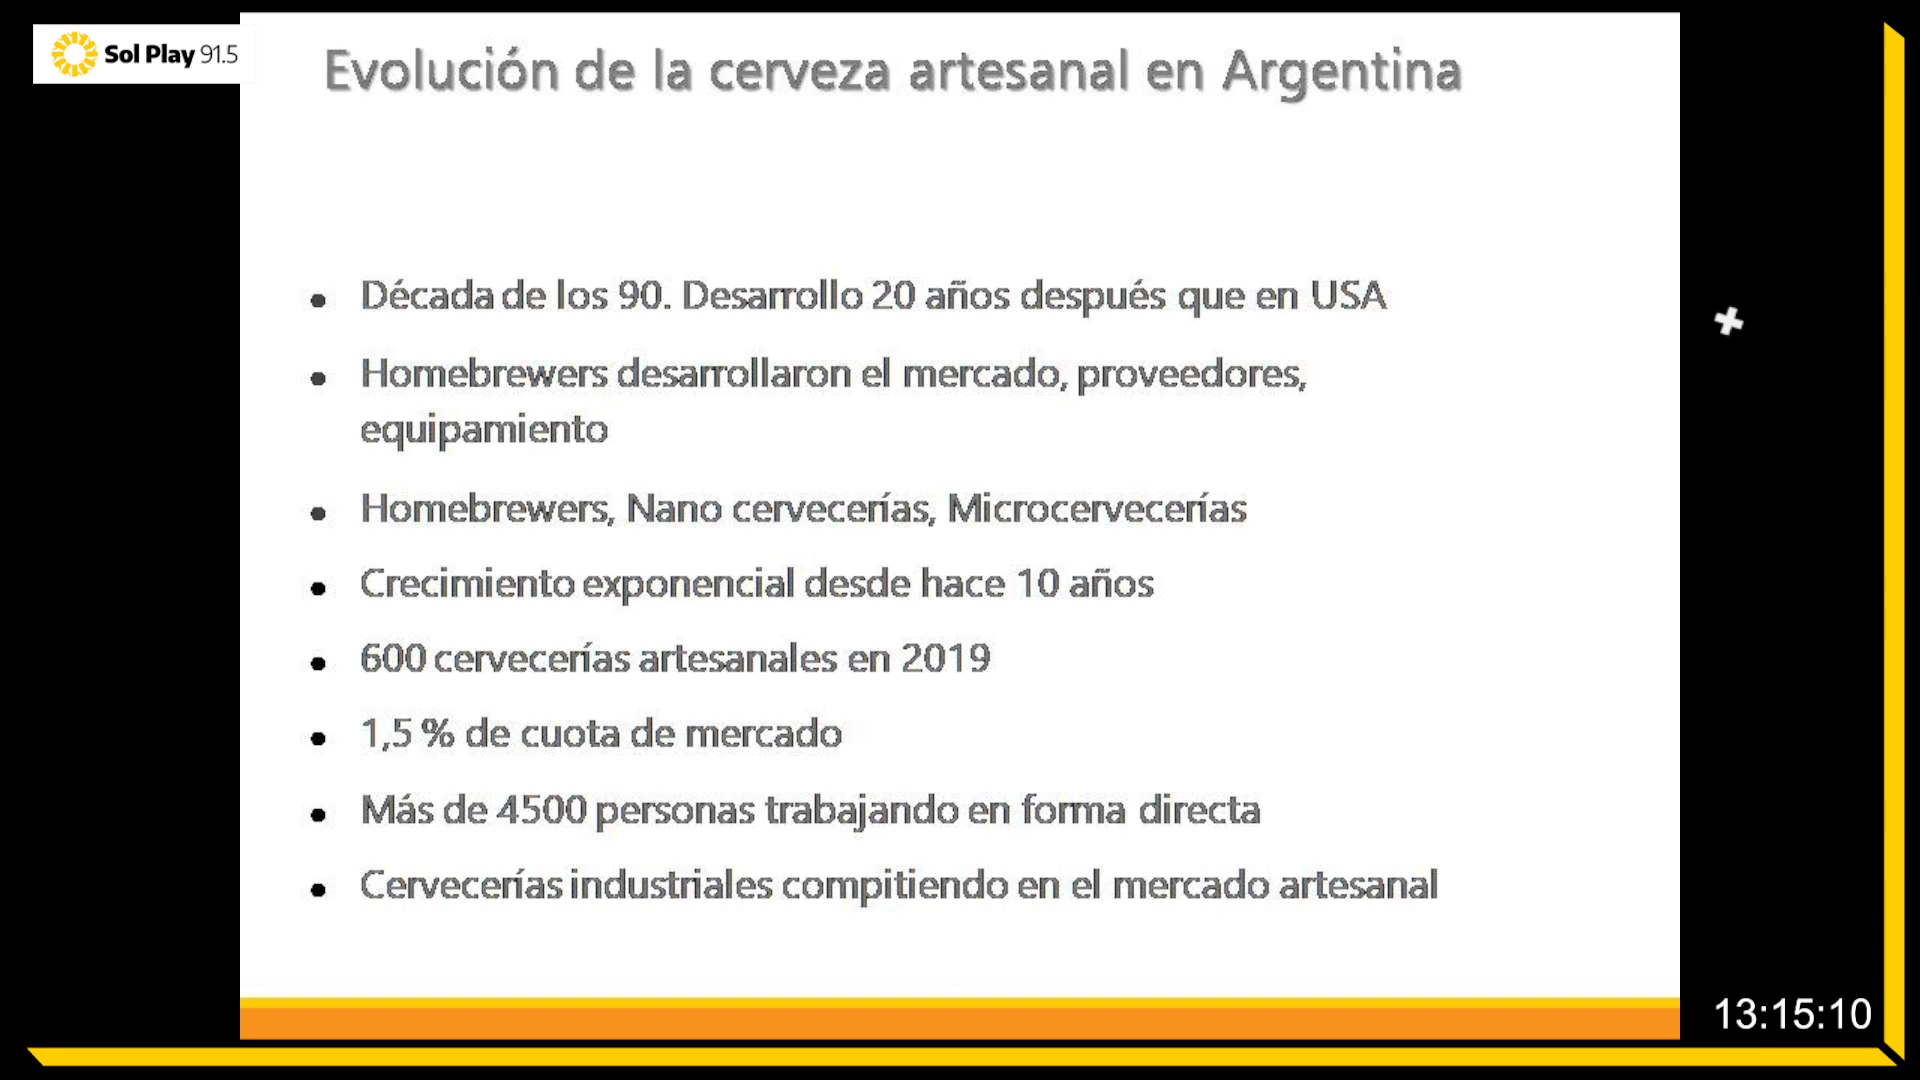 Sol Play 91.5
Evolución de la cerveza artesanal en Argentina
• Década de los 90. Desarrollo 20 años después que en USA
• Homebrewers desarrollaron el mercado, proveedores,
equipamiento
• Homebrewers, Nano cervecerías, Microcervecerías
• Crecimiento exponencial desde hace 10 años
• 600 cervecerías artesanales en 2019
• 1,5 % de cuota de mercado
• Más de 4500 personas trabajando en forma directa
• Cervecerías industriales compitiendo en el mercado artesanal
13:15:10